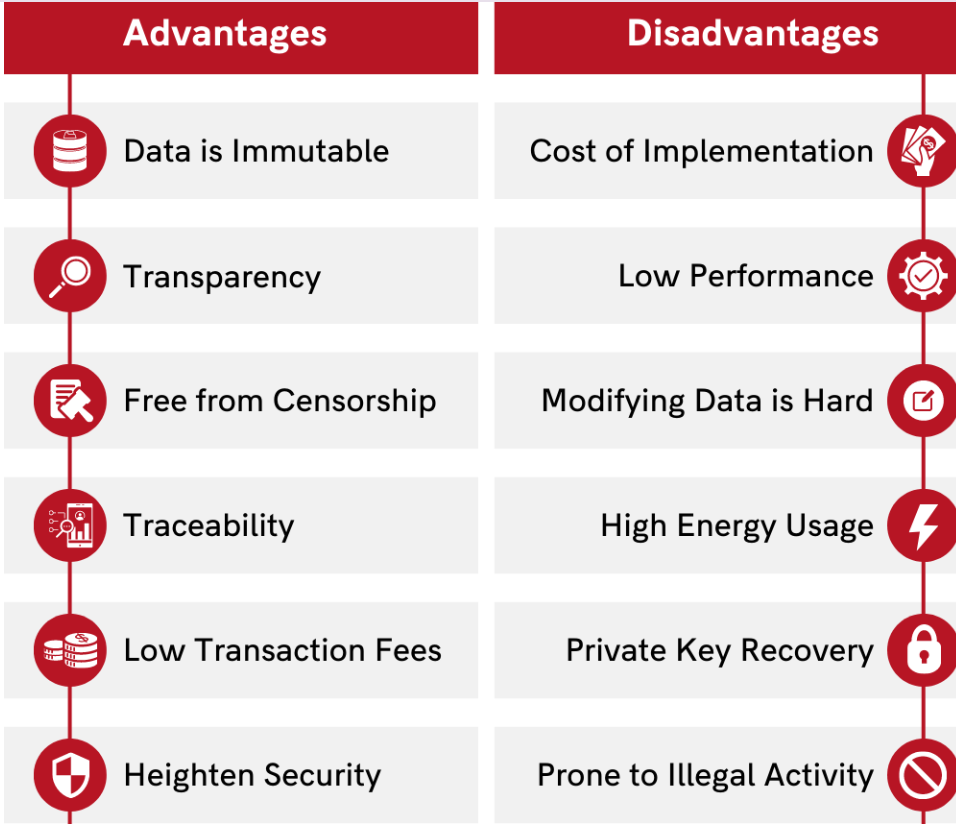 Advantages
Data is Immutable
Transparency
Free from Censorship
Traceability
Low Transaction Fees
Heighten Security
Disadvantages
Cost of Implementation
Low Performance
Modifying Data is Hard
High Energy Usage
Private Key Recovery
Prone to Illegal Activity